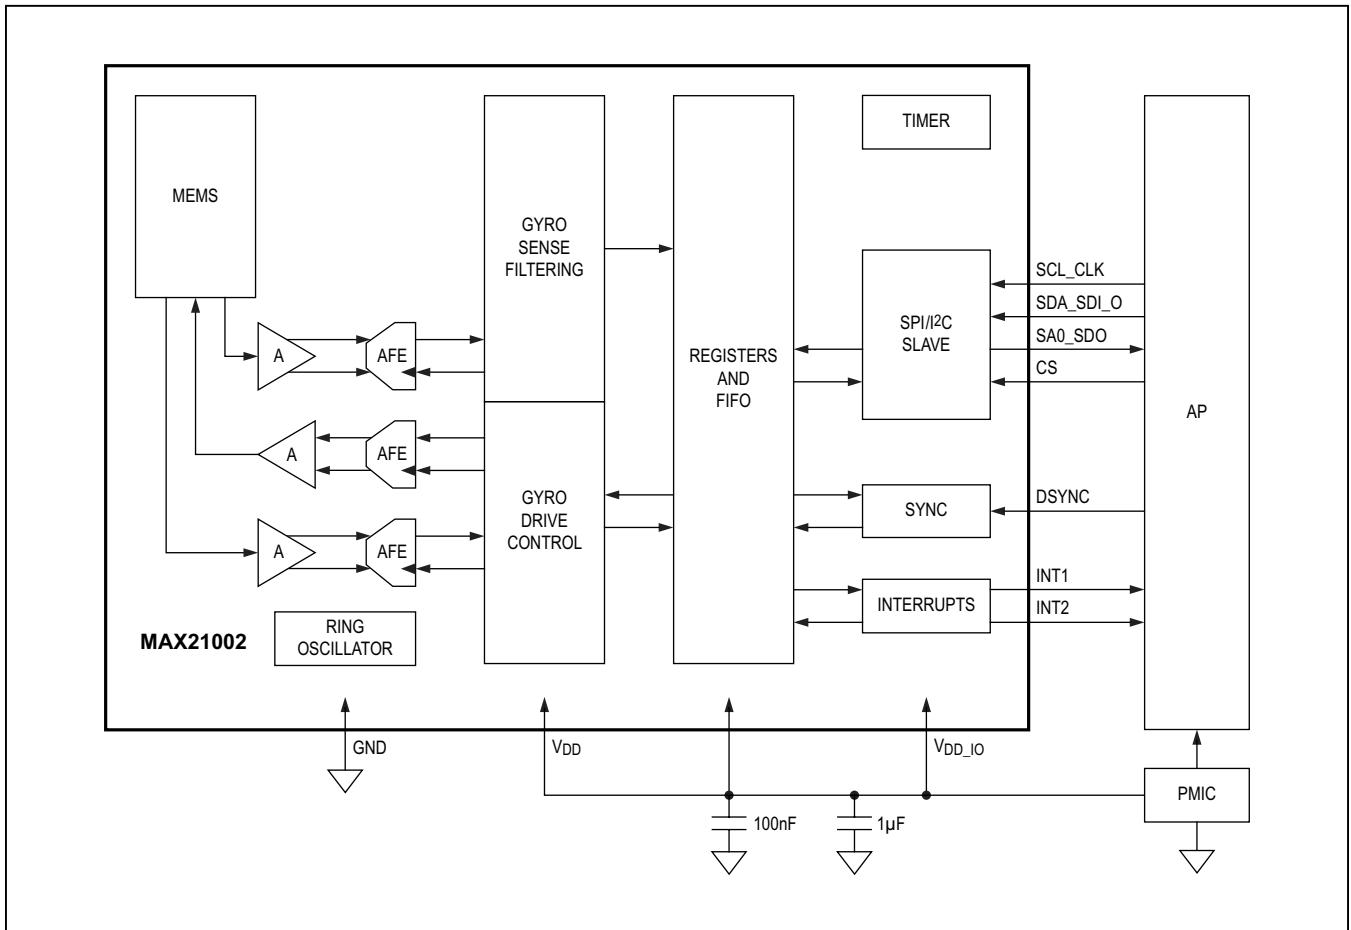 TIMER
MEMS
GYRO
SENSE
FILTERING
SCL_CLK
SDA_SDI_O
SA0_SDO
CS
SPI/I²C
SLAVE
A
AFE
REGISTERS
AND
FIFO
AP
A
AFE
GYRO
DRIVE
CONTROL
SYNC
DSYNC
A
AFE
INTERRUPTS
INT1
INT2
MAX21002
RING
OSCILLATOR
GND
VDD
VDD_IO
PMIC
100nF
1µF